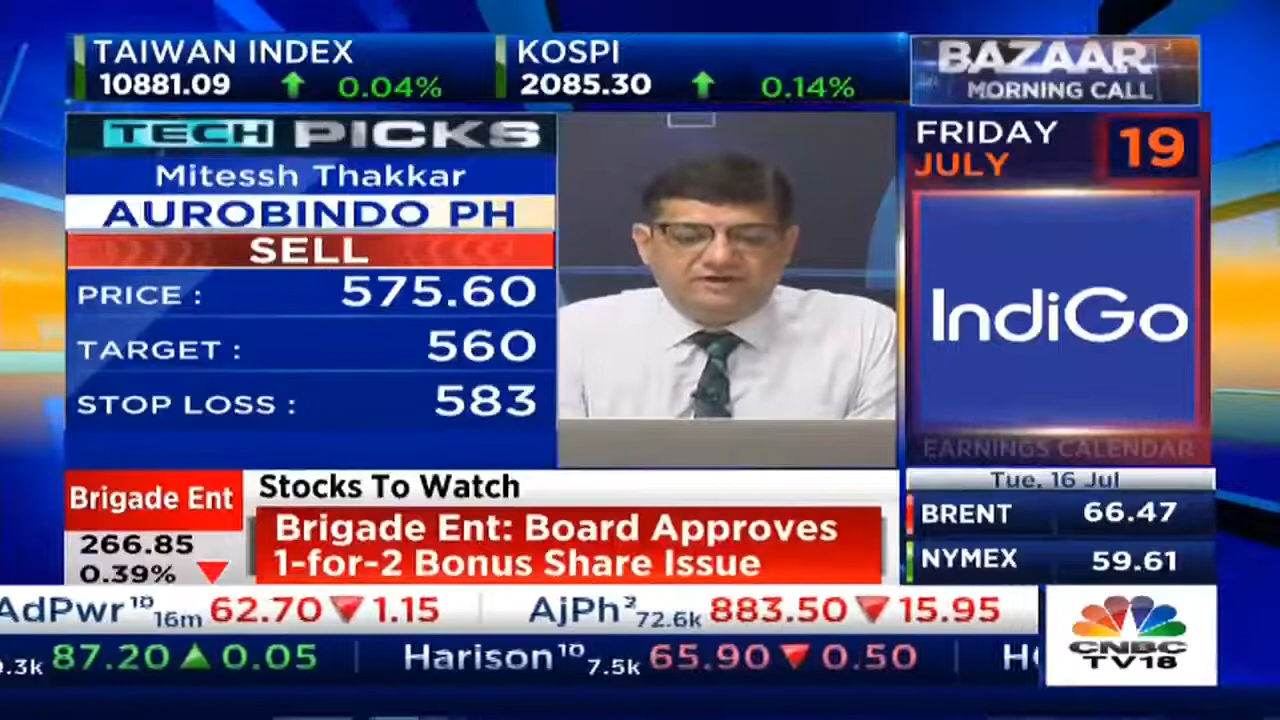 TAIWAN INDEX
10881.09 0.04%
KOSPI
2085.30 0.14%
BAZAAR
MORNING CALL
TECH PICKS
Mitessh Thakkar
AUROBINDO PH
SELL
PRICE : 575.60
TARGET : 560
STOP LOSS : 583
FRIDAY
JULY 19
IndiGo
EARNINGS CALENDAR
Tue, 16 Jul
BRENT 66.47
NYMEX 59.61
Brigade Ent
266.85
0.39%
Stocks To Watch
Brigade Ent: Board Approves
1-for-2 Bonus Share Issue
AdPwr 10 16m 62.70 ▼ 1.15 AjPh 2 72.6k 883.50 ▼ 15.95
.3k 87.20 ▲ 0.05 Harison 10 7.5k 65.90 ▼ 0.50
CNBC
TV18